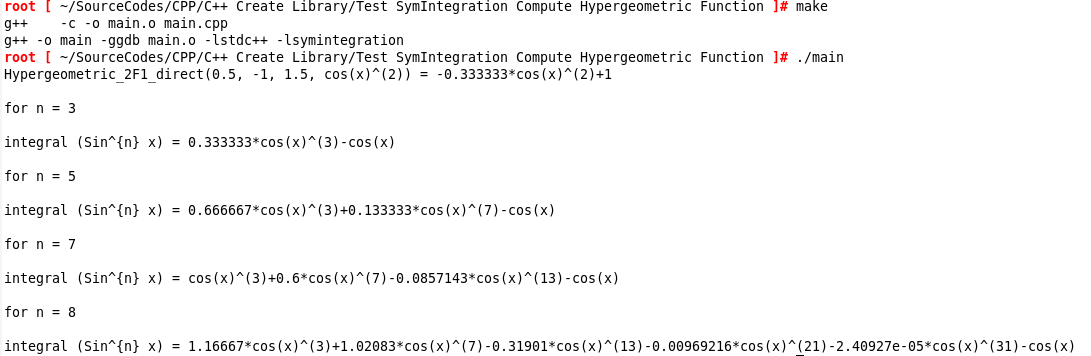 root [ ~/SourceCodes/CPP/C++ Create Library/Test SymIntegration Compute Hypergeometric Function ]# make
g++    -c -o main.o main.cpp
g++ -o main -ggdb main.o -lstdc++ -lsymintegration
root [ ~/SourceCodes/CPP/C++ Create Library/Test SymIntegration Compute Hypergeometric Function ]# ./main
Hypergeometric_2F1_direct(0.5, -1, 1.5, cos(x)^(2)) = -0.333333*cos(x)^(2)+1
for n = 3
integral (Sin^{n} x) = 0.333333*cos(x)^(3)-cos(x)
for n = 5
integral (Sin^{n} x) = 0.666667*cos(x)^(3)+0.133333*cos(x)^(7)-cos(x)
for n = 7
integral (Sin^{n} x) = cos(x)^(3)+0.6*cos(x)^(7)-0.0857143*cos(x)^(13)-cos(x)
for n = 8
integral (Sin^{n} x) = 1.16667*cos(x)^(3)+1.02083*cos(x)^(7)-0.31901*cos(x)^(13)-0.00969216*cos(x)^(21)-2.40927e-05*cos(x)^(31)-cos(x)